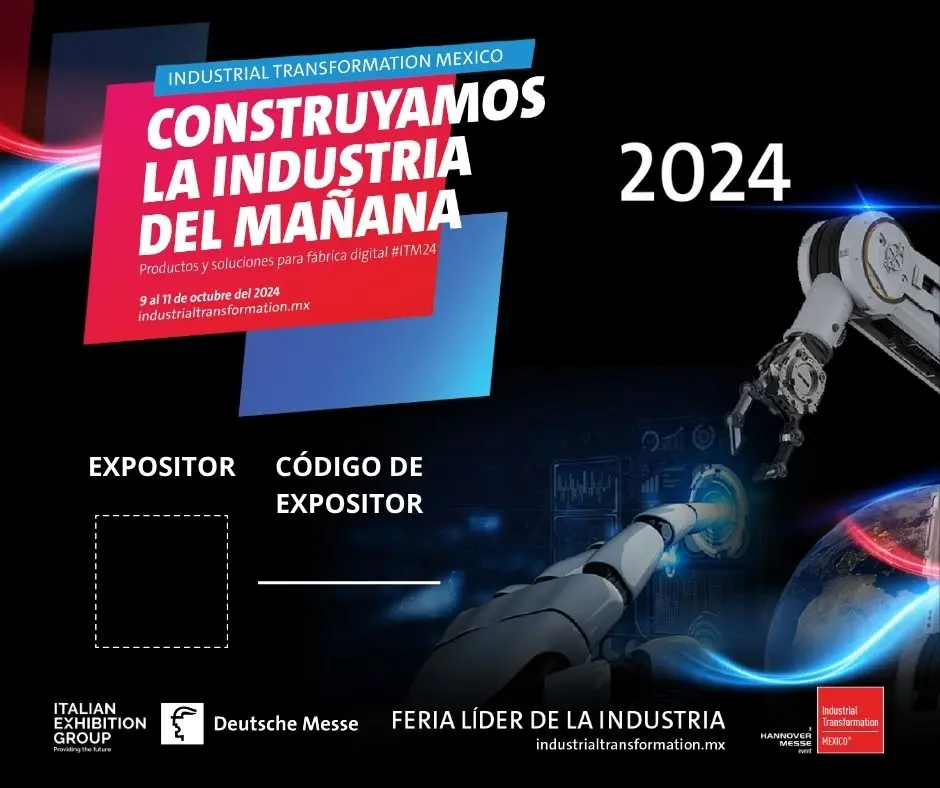 INDUSTRIAL TRANSFORMATION MEXICO
CONSTRUYAMOS
LA INDUSTRIA
DEL MAÑANA
Productos y soluciones para fábrica digital #ITM24
9 al 11 de octubre del 2024
industrialtransformation.mx
2024
EXPOSITOR
CÓDIGO DE
EXPOSITOR
ITALIAN
EXHIBITION
GROUP
Providing the future
Deutsche Messe
FERIA LÍDER DE LA INDUSTRIA
industrialtransformation.mx
a
HANNOVER
MESSE
event
Industrial
Transformation
MEXICO®